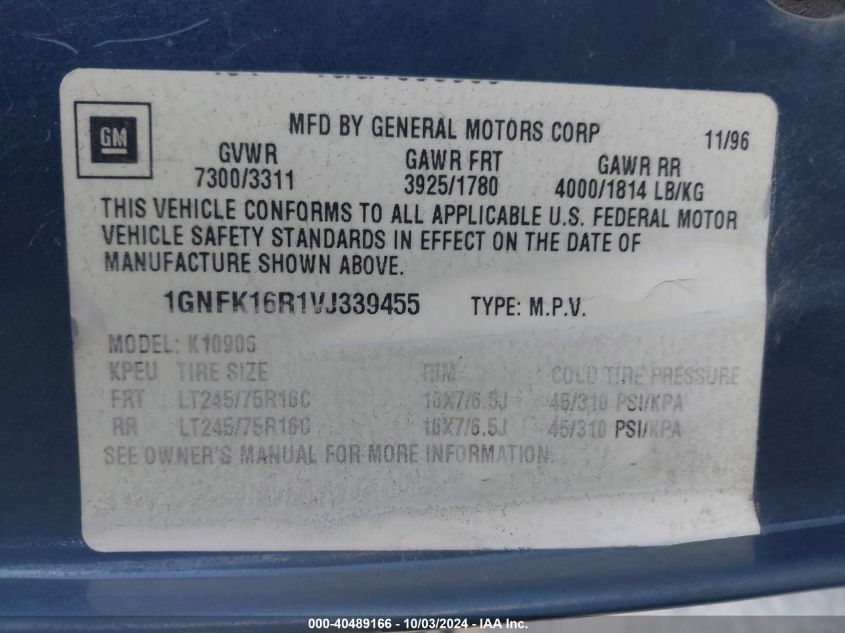 GM
MFD BY GENERAL MOTORS CORP 11/96
GVWR GAWR FRT GAWR RR
7300/3311 3925/1780 4000/1814 LB/KG
THIS VEHICLE CONFORMS TO ALL APPLICABLE U.S. FEDERAL MOTOR
VEHICLE SAFETY STANDARDS IN EFFECT ON THE DATE OF
MANUFACTURE SHOWN ABOVE.
1GNFK16R1VJ339455 TYPE: M.P.V.
MODEL: K10906
KPEU TIRE SIZE RIM COLD TIRE PRESSURE
FRT LT245/75R16C 16X7/6.5J 45/310 PSI/KPA
RR LT245/75R16C 16X7/6.5J 45/310 PSI/KPA
SEE OWNER'S MANUAL FOR MORE INFORMATION.
000-40489166 - 10/03/2024 - IAA Inc.